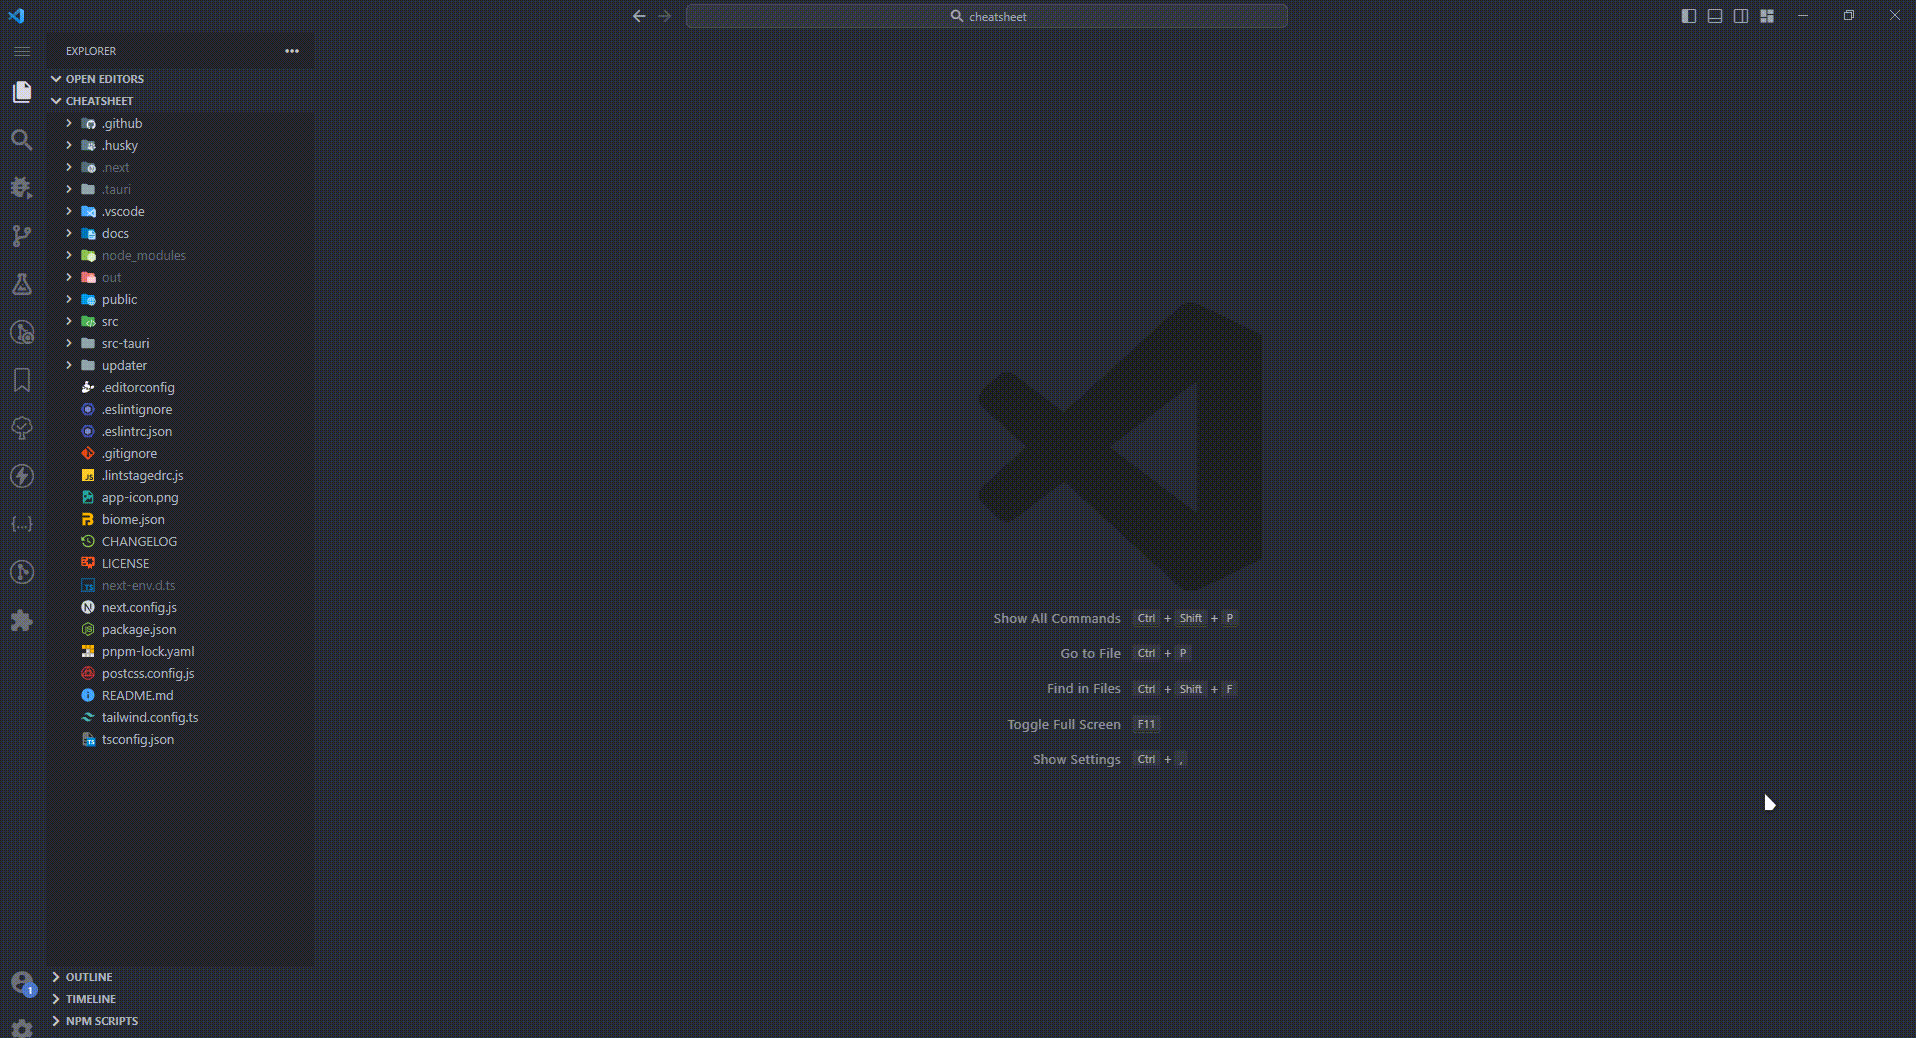 cheatsheet
EXPLORER
OPEN EDITORS
CHEATSHEET
.github
.husky
.next
.tauri
.vscode
docs
node_modules
out
public
src
src-tauri
updater
.editorconfig
.eslintignore
.eslintrc.json
.gitignore
.lintstagedrc.js
app-icon.png
biome.json
CHANGELOG
LICENSE
next-env.d.ts
next.config.js
package.json
pnpm-lock.yaml
postcss.config.js
README.md
tailwind.config.ts
tsconfig.json
OUTLINE
TIMELINE
NPM SCRIPTS
1
Show All Commands Ctrl + Shift + P
Go to File Ctrl + P
Find in Files Ctrl + Shift + F
Toggle Full Screen F11
Show Settings Ctrl + ,